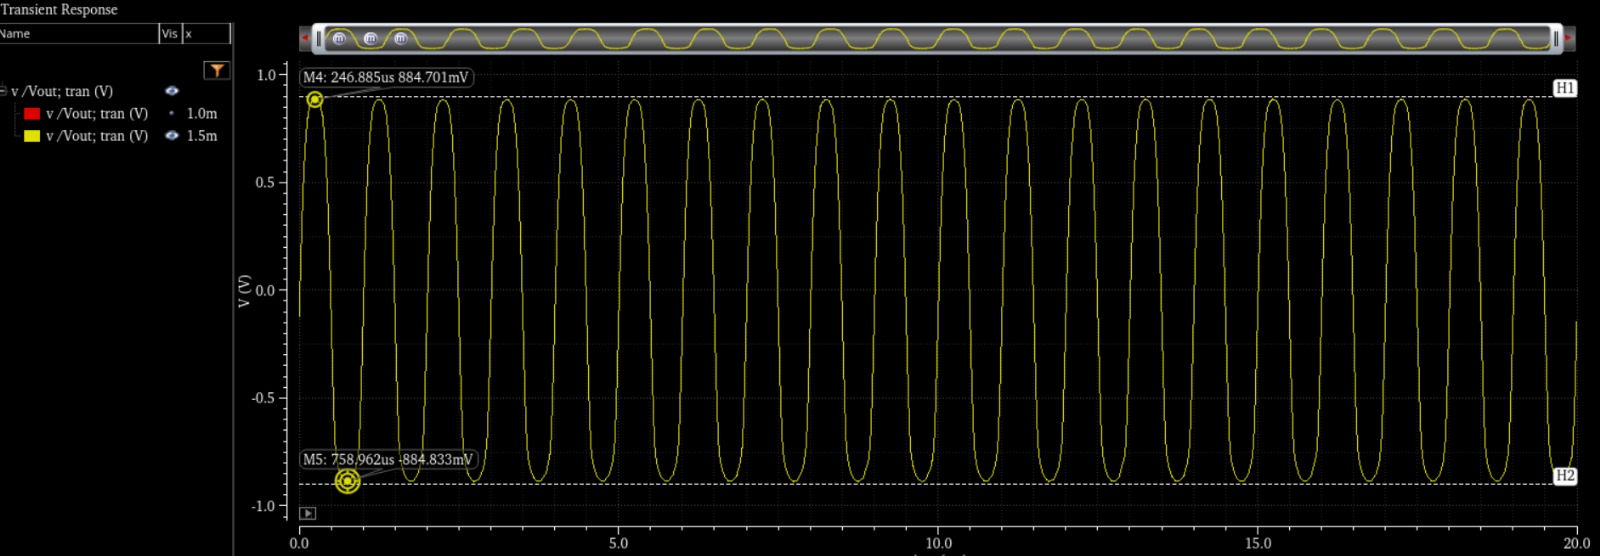 Transient Response
Name Vis x
v /Vout; tran (V)
v /Vout; tran (V) 1.0m
v /Vout; tran (V) 1.5m
m m m
M4: 246.885us 884.701mV
H1
1.0
0.5
0.0
-0.5
-1.0
V (V)
M5: 758.962us -884.833mV
H2
0.0 5.0 10.0 15.0 20.0